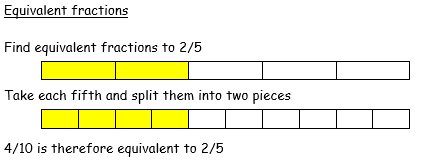 Equivalent fractions
Find equivalent fractions to 2/5
Take each fifth and split them into two pieces
4/10 is therefore equivalent to 2/5